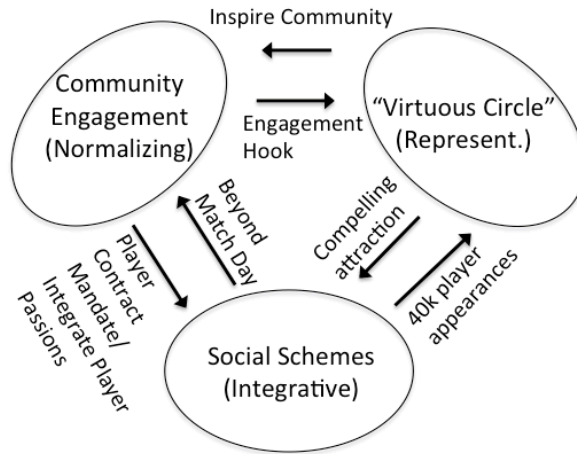 Inspire Community
Community
Engagement
(Normalizing)
“Virtuous Circle”
(Represent.)
Engagement
Hook
Beyond
Match Day
Compelling
attraction
Player
Contract
Mandate/
Integrate Player
Passions
40k player
appearances
Social Schemes
(Integrative)